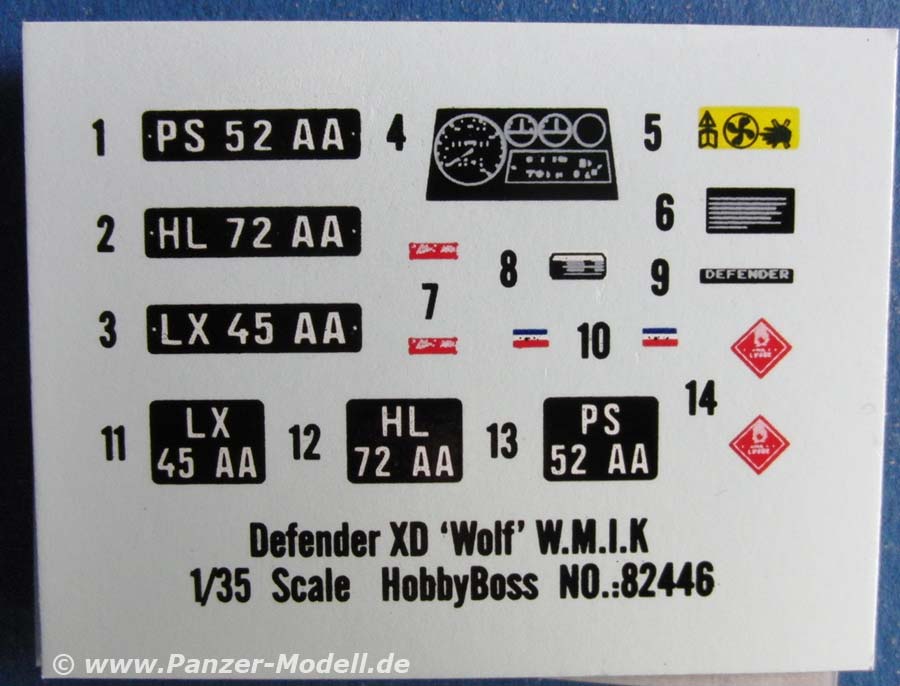 1 PS 52 AA 4 5
2 HL 72 AA 6
8 9 DEFENDER
7
3 LX 45 AA 10
14
11 LX 12 HL 13 PS
45 AA 72 AA 52 AA
Defender XD ‘Wolf’ W.M.I.K
1/35 Scale HobbyBoss NO.:82446
© www.Panzer-Modell.de